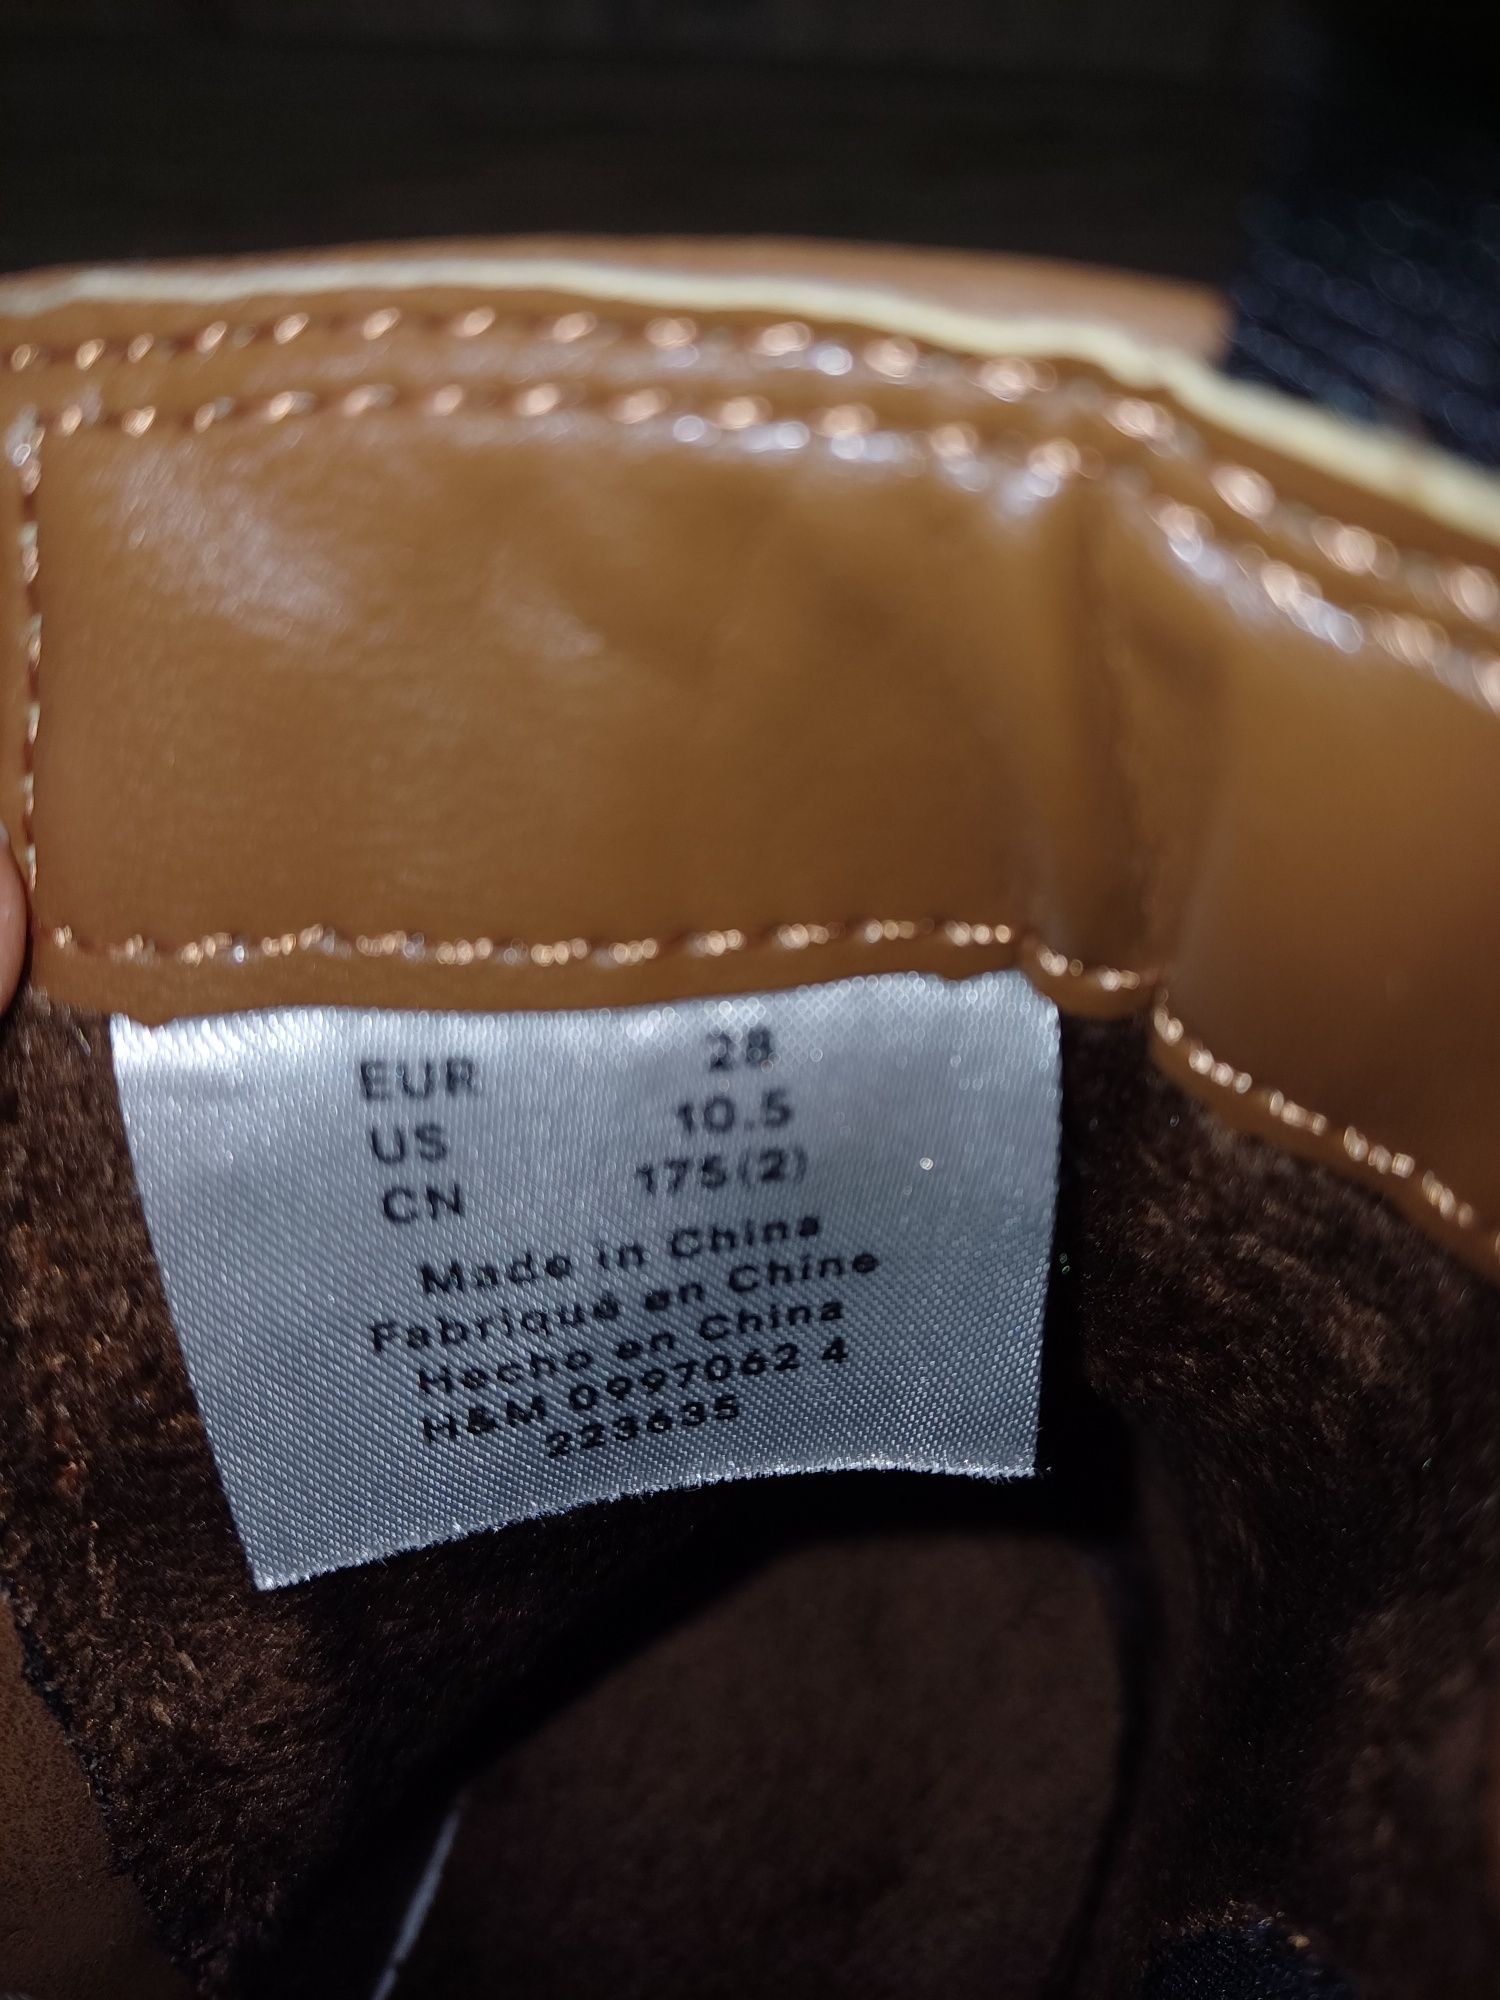 EUR 28
US 10.5
CN 175(2)
Made in China
Fabriqué en Chine
Hecho en China
H&M 0997062 4
223635